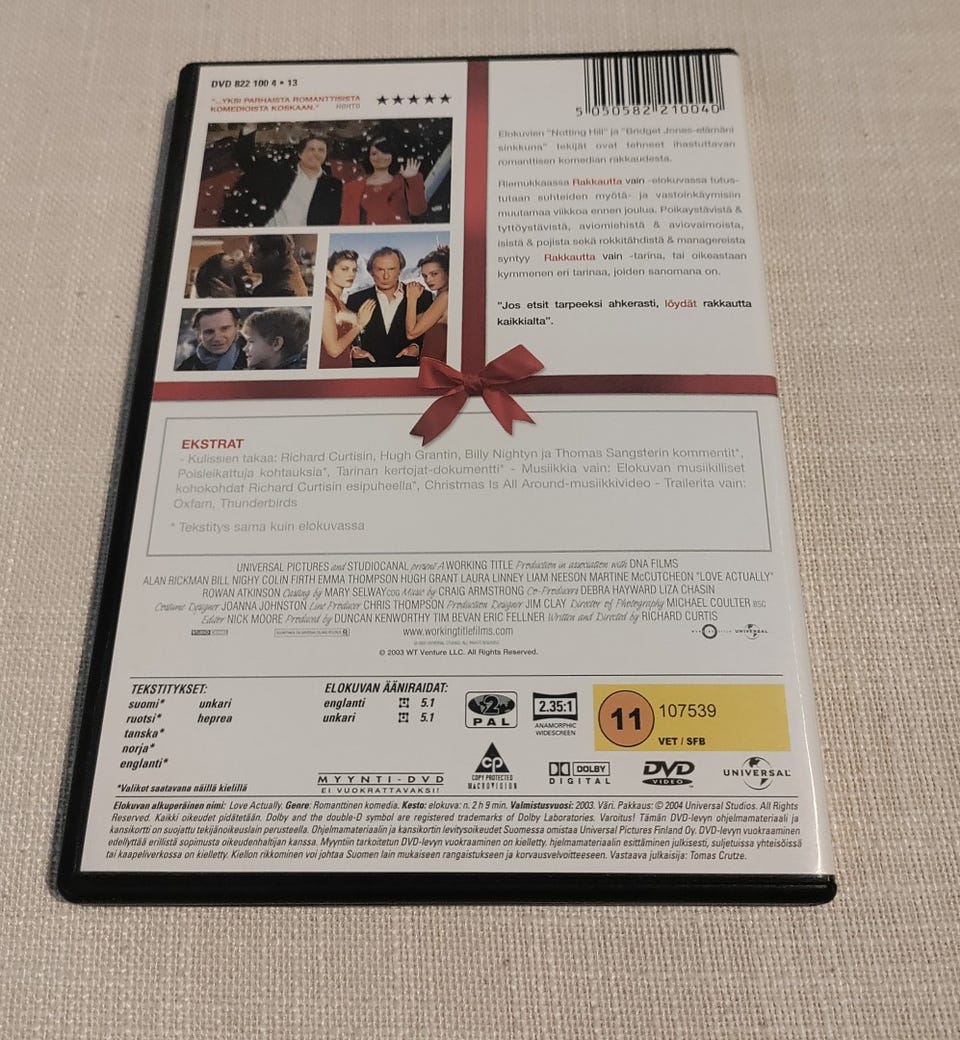 DVD 822 100 4 • 13
"...YKSI PARHAISTA ROMANTTISISTA
KOMEDIOISTA KOSKAAN." HOHTO
★★★★★
5 050582 210040
Elokuvien "Notting Hill" ja "Bridget Jones-elämäni
sinkkuna" tekijät ovat tehneet ihastuttavan
romanttisen komedian rakkaudesta.
Riemukkaassa Rakkautta vain -elokuvassa tutus-
tutaan suhteiden myötä- ja vastoinkäymisiin
muutamaa viikkoa ennen joulua. Poikaystävistä &
tyttöystävistä, aviomiehistä & aviovaimoista,
isistä & pojista sekä rokkitähdistä & managereista
syntyy Rakkautta vain -tarina, tai oikeastaan
kymmenen eri tarinaa, joiden sanomana on.
"Jos etsit tarpeeksi ahkerasti, löydät rakkautta
kaikkialta".
EKSTRAT
- Kulissien takaa: Richard Curtisin, Hugh Grantin, Billy Nightyn ja Thomas Sangsterin kommentit*,
Poisleikattuja kohtauksia*, Tarinan kertojat-dokumentti* - Musiikkia vain: Elokuvan musiikilliset
kohokohdat Richard Curtisin esipuheella*, Christmas Is All Around-musiikkivideo - Trailerita vain:
Oxfam, Thunderbirds
* Tekstitys sama kuin elokuvassa
UNIVERSAL PICTURES and STUDIOCANAL present A WORKING TITLE Production in association with DNA FILMS
ALAN RICKMAN BILL NIGHY COLIN FIRTH EMMA THOMPSON HUGH GRANT LAURA LINNEY LIAM NEESON MARTINE McCUTCHEON "LOVE ACTUALLY"
ROWAN ATKINSON Casting by MARY SELWAY CDG Music by CRAIG ARMSTRONG Co-Producers DEBRA HAYWARD LIZA CHASIN
Costume Designer JOANNA JOHNSTON Line Producer CHRIS THOMPSON Production Designer JIM CLAY Director of Photography MICHAEL COULTER BSC
Editor NICK MOORE Produced by DUNCAN KENWORTHY TIM BEVAN ERIC FELLNER Written and Directed by RICHARD CURTIS
STUDIO CANAL
www.workingtitlefilms.com
UNIVERSAL
© 2003 WT Venture LLC. All Rights Reserved.
TEKSTITYKSET:
suomi* unkari
ruotsi* heprea
tanska*
norja*
englanti*
*Valikot saatavana näillä kielillä
ELOKUVAN ÄÄNIRAIDAT:
englanti 5.1
unkari 5.1
MYYNTI-DVD
EI VUOKRATTAVAKSI!
2
PAL
2.35:1
ANAMORPHIC
WIDESCREEN
11 107539
VET / SFB
CP
COPY PROTECTED
MACROVISION
DOLBY
DIGITAL
DVD
VIDEO
UNIVERSAL
Elokuvan alkuperäinen nimi: Love Actually. Genre: Romanttinen komedia. Kesto: elokuva: n. 2 h 9 min. Valmistusvuosi: 2003. Väri. Pakkaus: © 2004 Universal Studios. All Rights
Reserved. Kaikki oikeudet pidätetään. Dolby and the double-D symbol are registered trademarks of Dolby Laboratories. Varoitus! Tämän DVD-levyn ohjelmamateriaali ja
kansikortti on suojattu tekijänoikeuslain perusteella. Ohjelmamateriaalin ja kansikortin levitysoikeudet Suomessa omistaa Universal Pictures Finland Oy. DVD-levyn vuokraaminen
edellyttää erillistä sopimusta oikeudenhaltijan kanssa. Myyntiin tarkoitetun DVD-levyn vuokraaminen on kielletty, hjelmamateriaalin esittäminen julkisesti, suljetuissa yhteisöissä
tai kaapeliverkossa on kielletty. Kiellon rikkominen voi johtaa Suomen lain mukaiseen rangaistukseen ja korvausvelvoitteeseen. Vastaava julkaisija: Tomas Crutze.